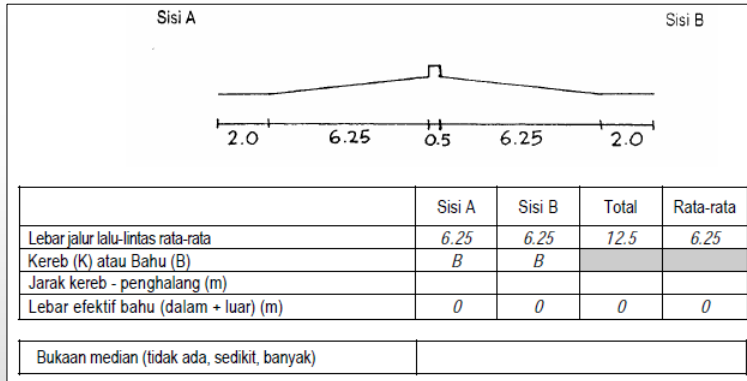 Sisi A Sisi B
2.0 6.25 0.5 6.25 2.0
Sisi A Sisi B Total Rata-rata
Lebar jalur lalu-lintas rata-rata 6.25 6.25 12.5 6.25
Kereb (K) atau Bahu (B) B B
Jarak kereb - penghalang (m)
Lebar efektif bahu (dalam + luar) (m) 0 0 0 0
Bukaan median (tidak ada, sedikit, banyak)